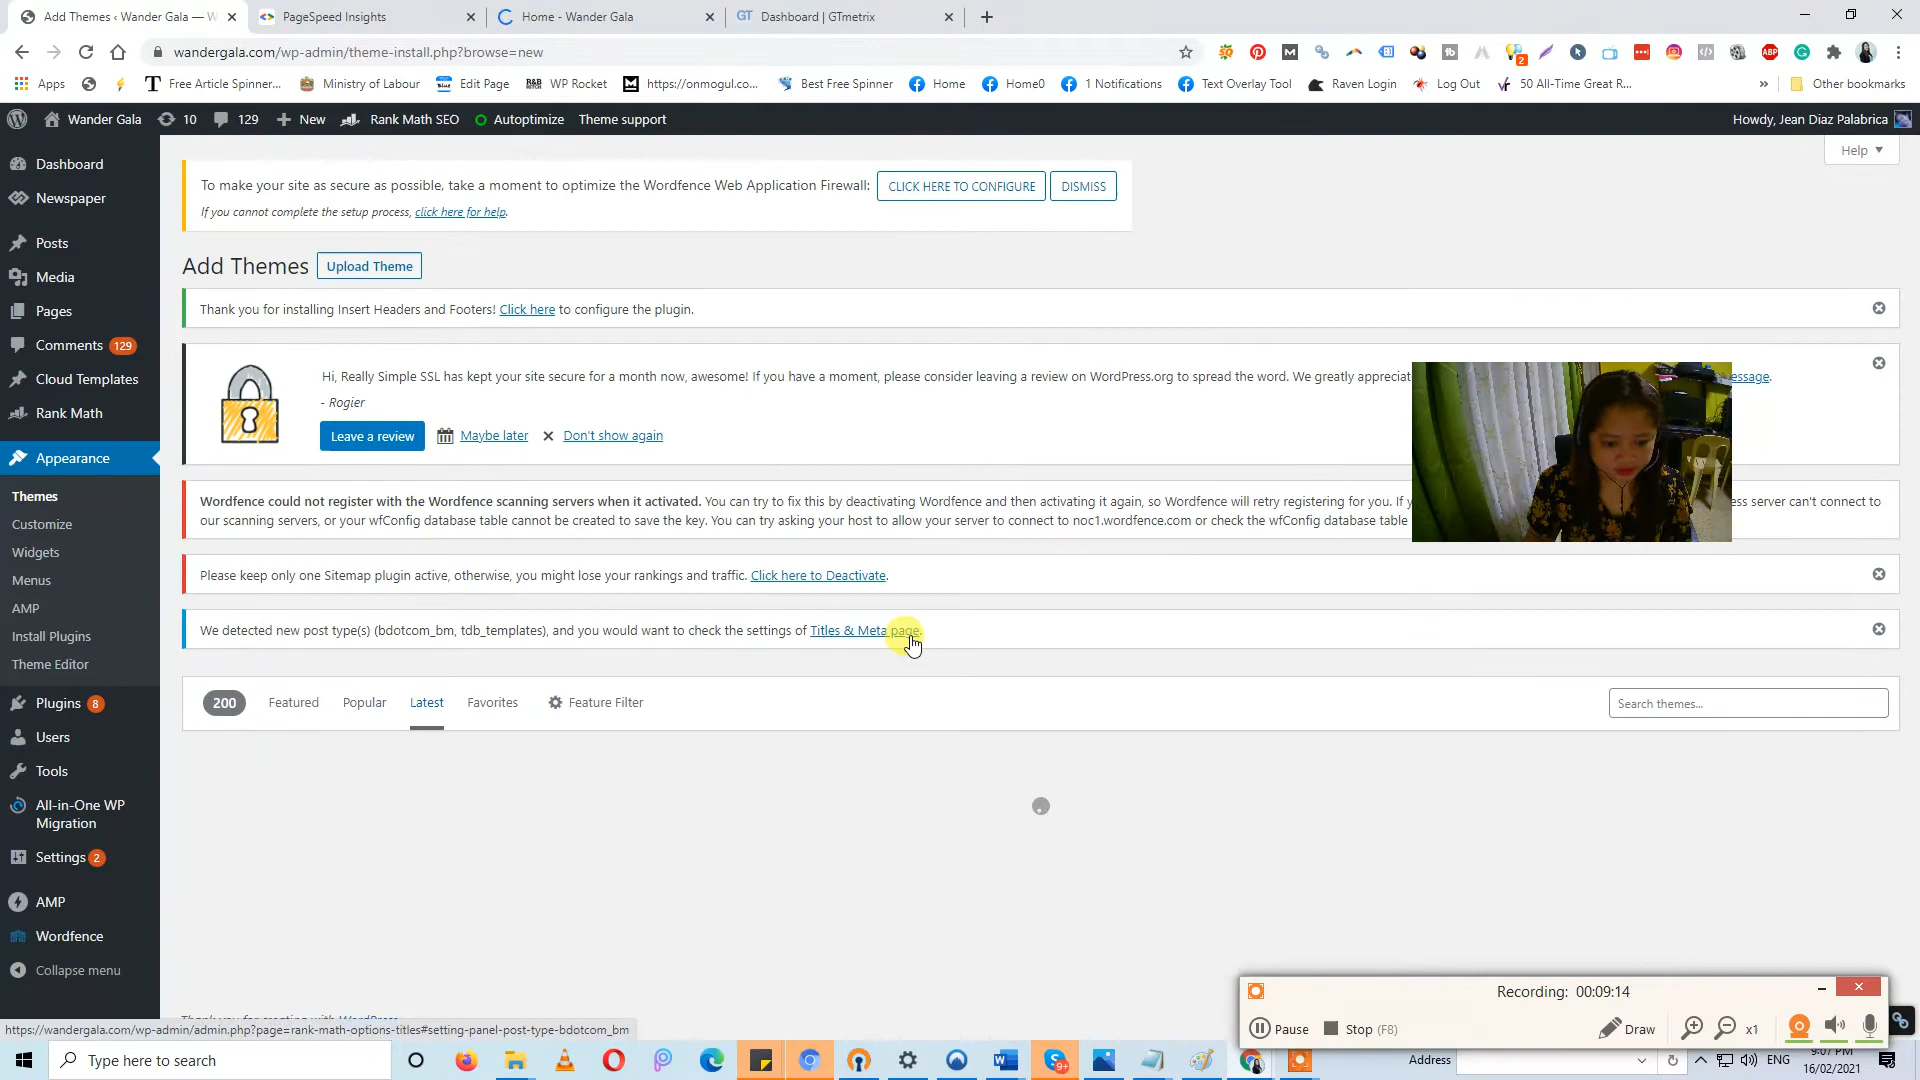 Add Themes ‹ Wander Gala — W
PageSpeed Insights
Home - Wander Gala
GT Dashboard | GTmetrix
wandergala.com/wp-admin/theme-install.php?browse=new
Apps
Free Article Spinner...
Ministry of Labour
Edit Page
WP Rocket
https://onmogul.co...
Best Free Spinner
Home
Home0
1 Notifications
Text Overlay Tool
Raven Login
Log Out
50 All-Time Great R...
Other bookmarks
Wander Gala
10
129
New
Rank Math SEO
Autoptimize
Theme support
Howdy, Jean Diaz Palabrica
Help
Dashboard
Newspaper
Posts
Media
Pages
Comments 129
Cloud Templates
Rank Math
Appearance
Themes
Customize
Widgets
Menus
AMP
Install Plugins
Theme Editor
Plugins 8
Users
Tools
All-in-One WP
Migration
Settings 2
AMP
Wordfence
Collapse menu
To make your site as secure as possible, take a moment to optimize the Wordfence Web Application Firewall: CLICK HERE TO CONFIGURE DISMISS
If you cannot complete the setup process, click here for help.
Add Themes Upload Theme
Thank you for installing Insert Headers and Footers! Click here to configure the plugin.
Hi, Really Simple SSL has kept your site secure for a month now, awesome! If you have a moment, please consider leaving a review on WordPress.org to spread the word. We greatly appreciat
essage.
- Rogier
Leave a review Maybe later Don't show again
Wordfence could not register with the Wordfence scanning servers when it activated. You can try to fix this by deactivating Wordfence and then activating it again, so Wordfence will retry registering for you. If y
ess server can't connect to
our scanning servers, or your wfConfig database table cannot be created to save the key. You can try asking your host to allow your server to connect to noc1.wordfence.com or check the wfConfig database table
Please keep only one Sitemap plugin active, otherwise, you might lose your rankings and traffic. Click here to Deactivate.
We detected new post type(s) (bdotcom_bm, tdb_templates), and you would want to check the settings of Titles & Meta page.
200 Featured Popular Latest Favorites Feature Filter
Search themes...
Thank you for creating with WordPress.
https://wandergala.com/wp-admin/admin.php?page=rank-math-options-titles#setting-panel-post-type-bdotcom_bm
Recording: 00:09:14
Pause Stop (F8) Draw x1
Type here to search
Address
ENG
9:07 PM
16/02/2021